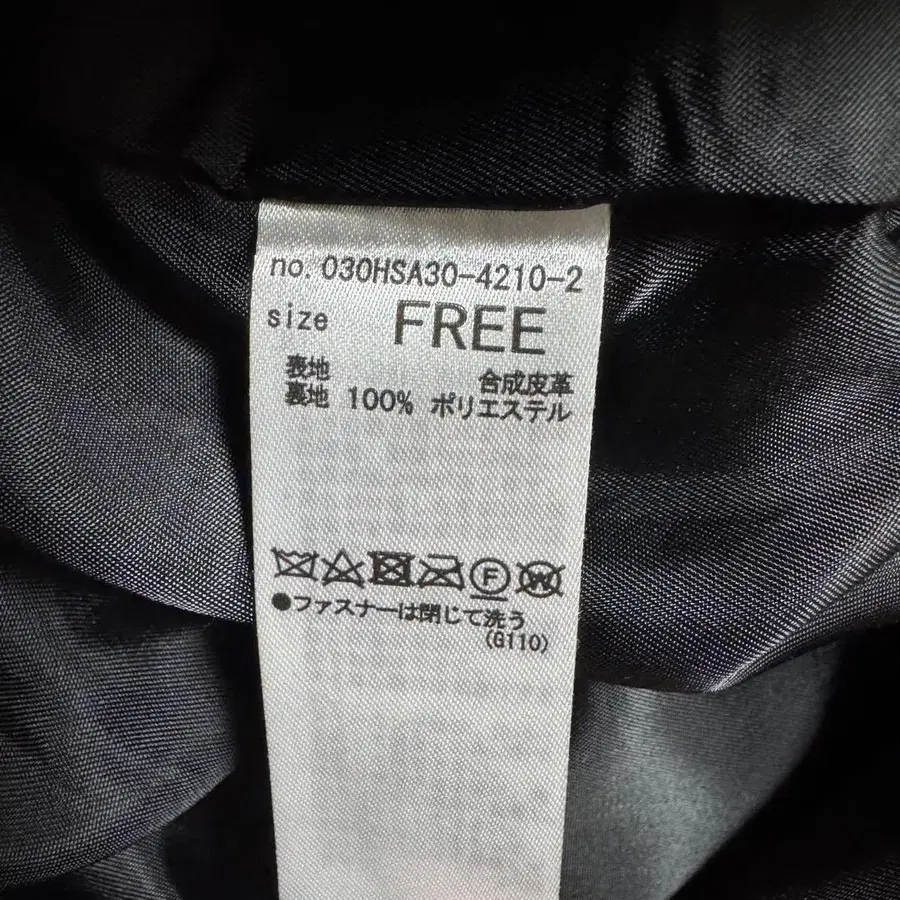 no. 030HSA30-4210-2
size FREE
表地 合成皮革
裏地 100% ポリエステル
F W
●ファスナーは閉じて洗う
(G110)